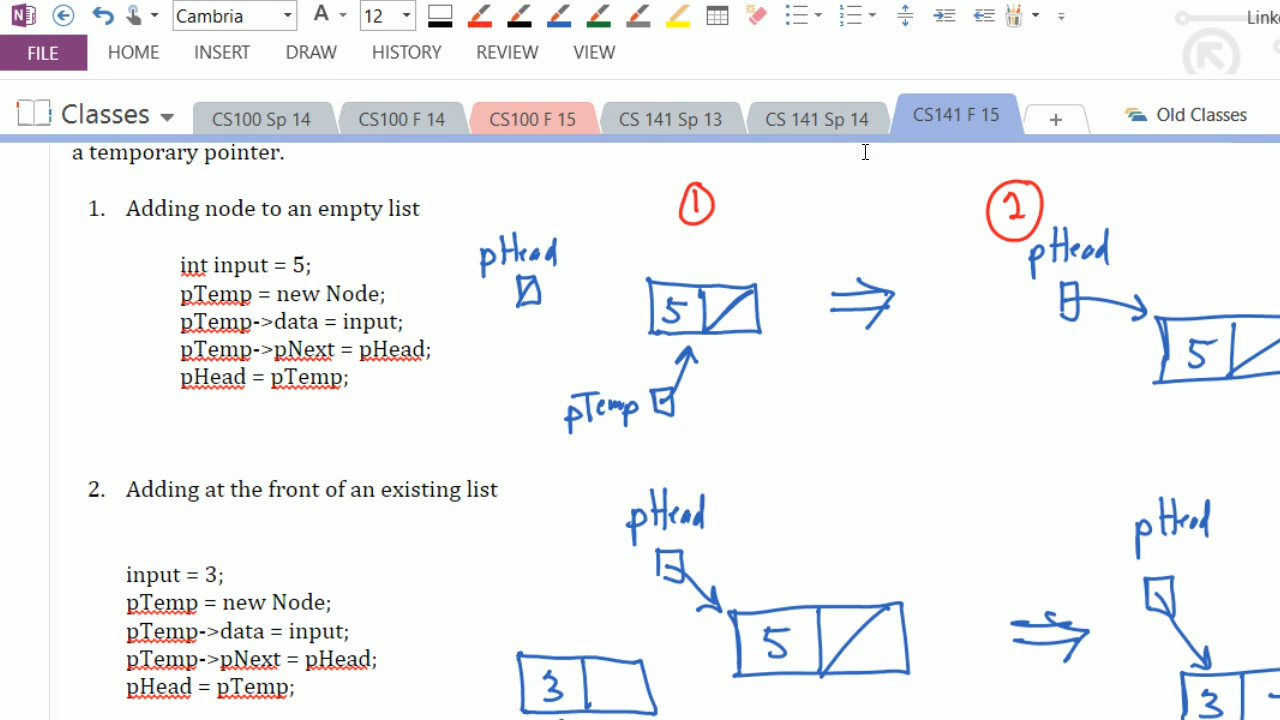 Cambria
A
12
Linke
FILE
HOME
INSERT
DRAW
HISTORY
REVIEW
VIEW
Classes
CS100 Sp 14
CS100 F 14
CS100 F 15
CS 141 Sp 13
CS 141 Sp 14
CS141 F 15
+
Old Classes
a temporary pointer.
1. Adding node to an empty list
int input = 5;
pTemp = new Node;
pTemp->data = input;
pTemp->pNext = pHead;
pHead = pTemp;
1
pHead
5
pTemp
2
pHead
5
2. Adding at the front of an existing list
input = 3;
pTemp = new Node;
pTemp->data = input;
pTemp->pNext = pHead;
pHead = pTemp;
pHead
5
3
pHead
3